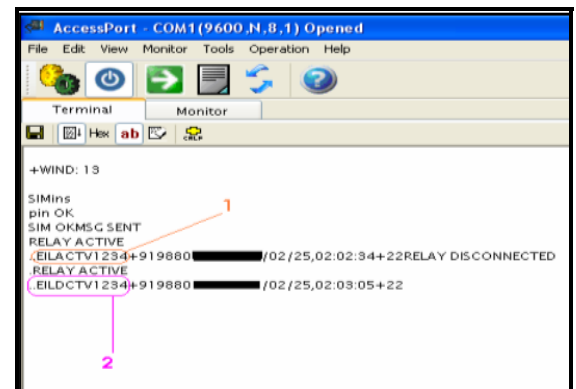 AccessPort - COM1(9600,N,8,1) Opened
File Edit View Monitor Tools Operation Help
Terminal Monitor
Hex ab
+WIND: 13
SIMins
pin OK
SIM OKMSG SENT
1
RELAY ACTIVE
.EILACTV1234+919880 /02/25,02:02:34+22RELAY DISCONNECTED
.RELAY ACTIVE
..EILDCTV1234+919880 /02/25,02:03:05+22
2